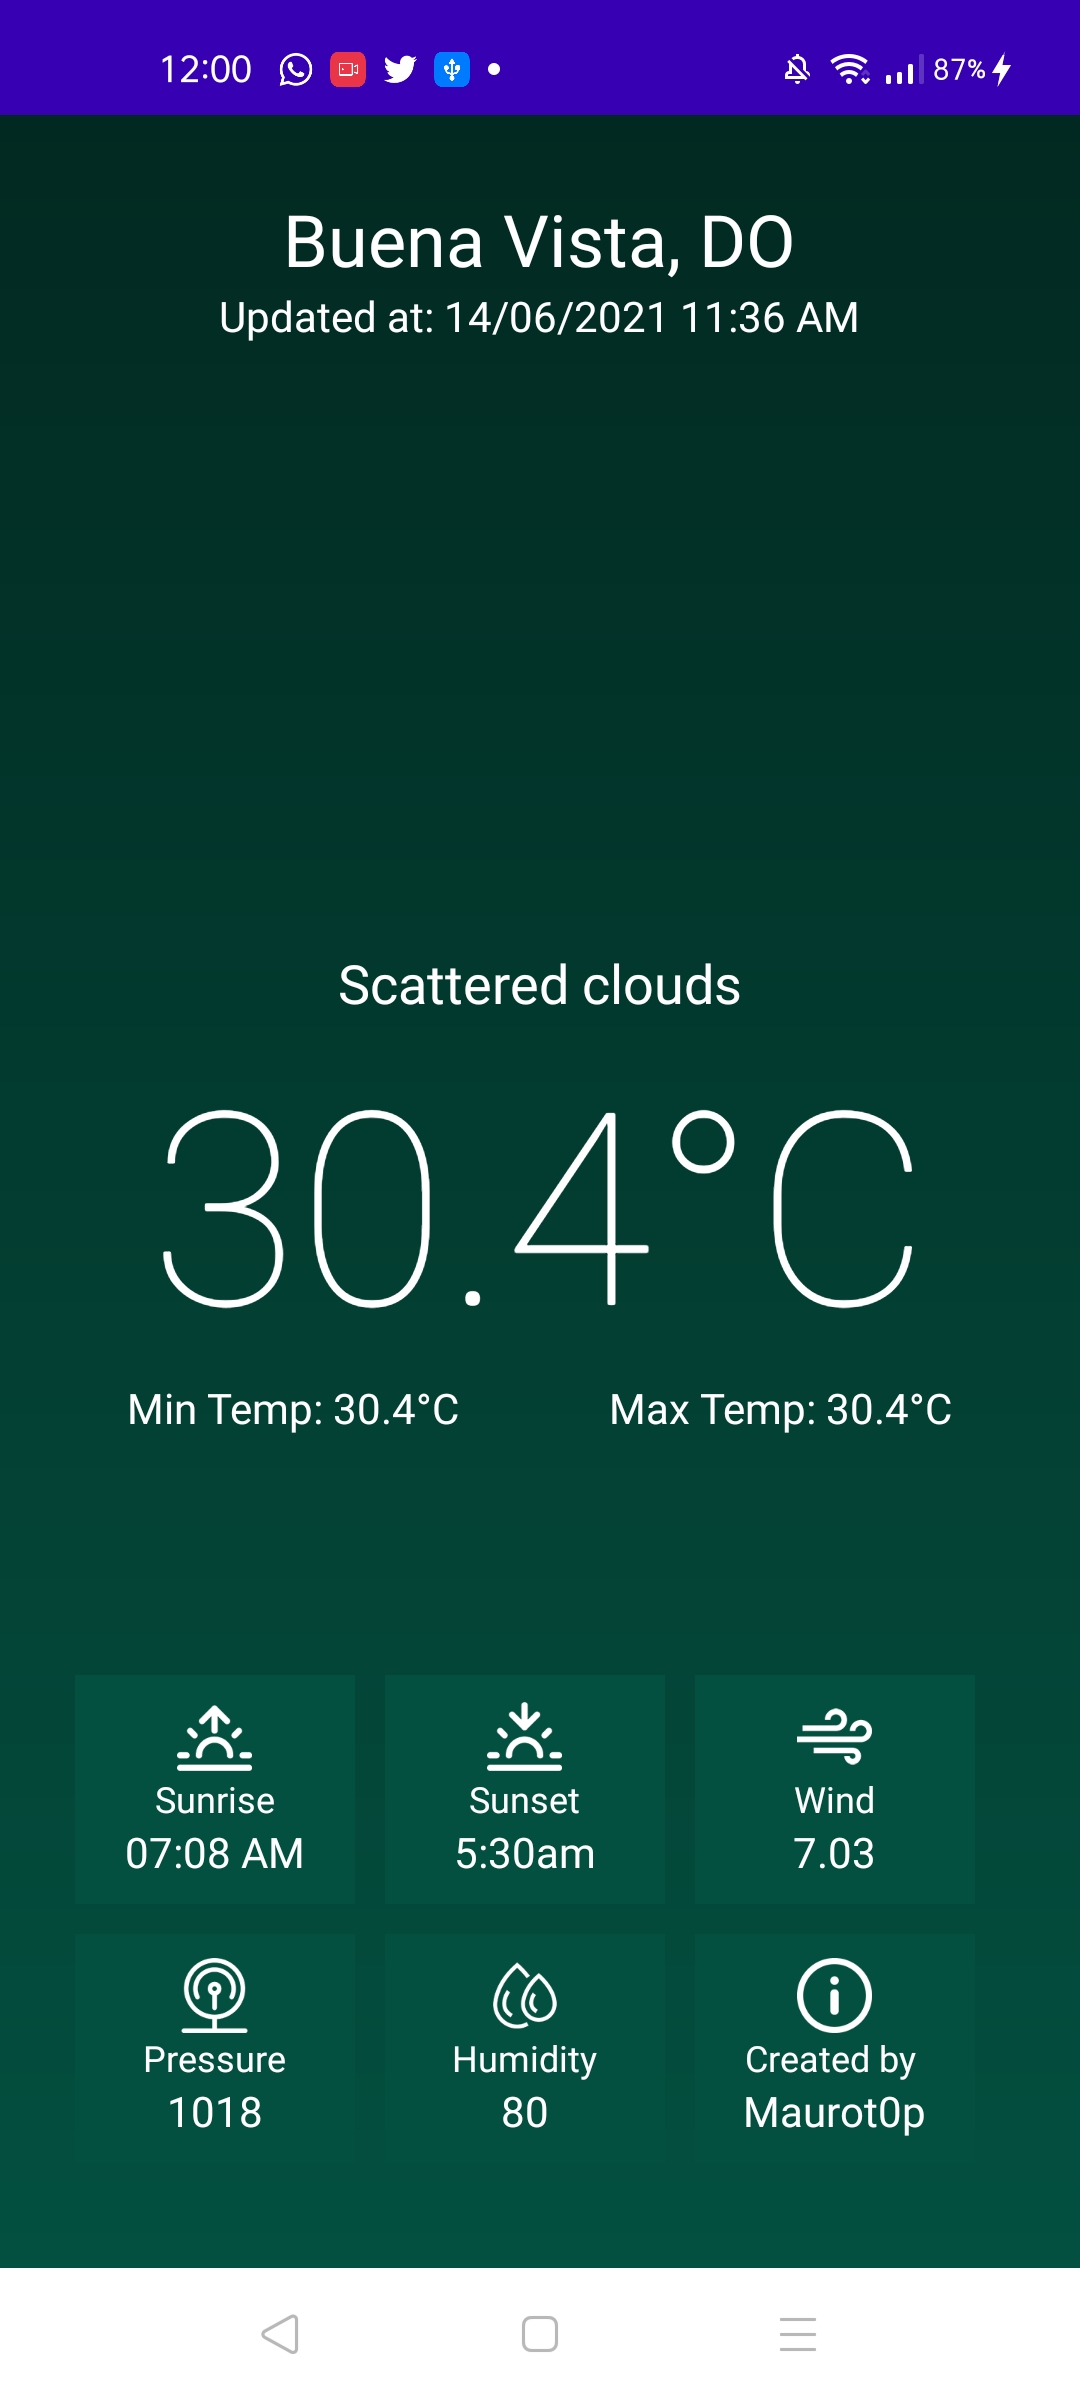 12:00 87%
Buena Vista, DO
Updated at: 14/06/2021 11:36 AM
Scattered clouds
30.4°C
Min Temp: 30.4°C Max Temp: 30.4°C
Sunrise Sunset Wind
07:08 AM 5:30am 7.03
Pressure Humidity Created by
1018 80 Maurot0p